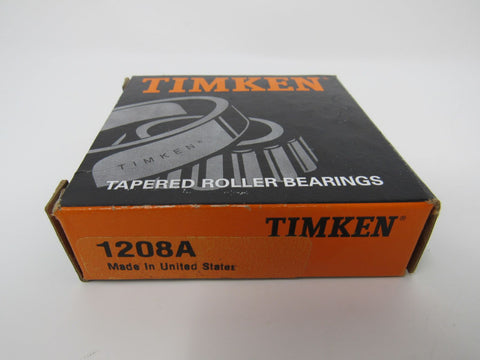 TIMKEN
TIMKEN®
TAPERED ROLLER BEARINGS
TIMKEN®
1208A
Made in United States